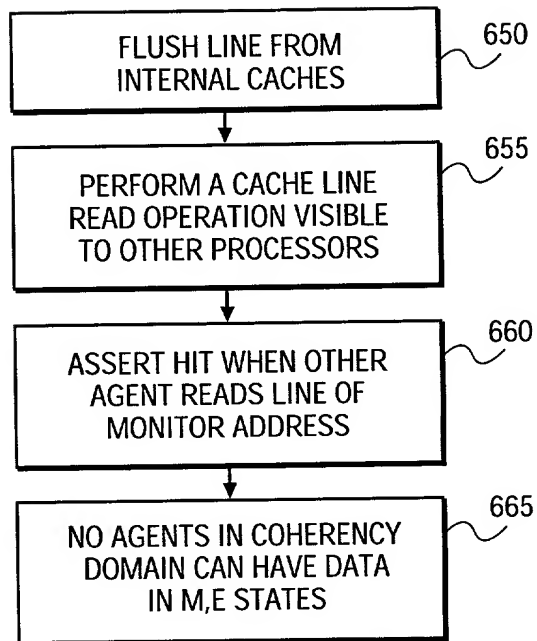 FLUSH LINE FROM
INTERNAL CACHES
650
PERFORM A CACHE LINE
READ OPERATION VISIBLE
TO OTHER PROCESSORS
655
ASSERT HIT WHEN OTHER
AGENT READS LINE OF
MONITOR ADDRESS
660
NO AGENTS IN COHERENCY
DOMAIN CAN HAVE DATA
IN M,E STATES
665